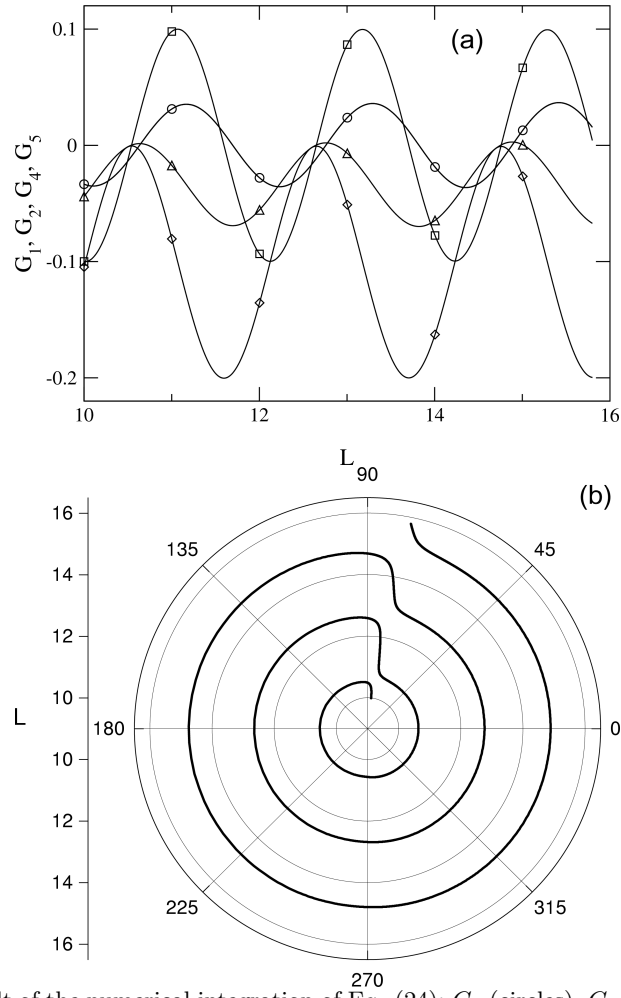 0.1
(a)
0
G1, G2, G4, G5
-0.1
-0.2
10 12 14 16
L
90
(b)
16
135 45
14
12
10
L 180 0
10
12
14
225 315
16
270
of the numerical integration of Eq. (24): (circles),